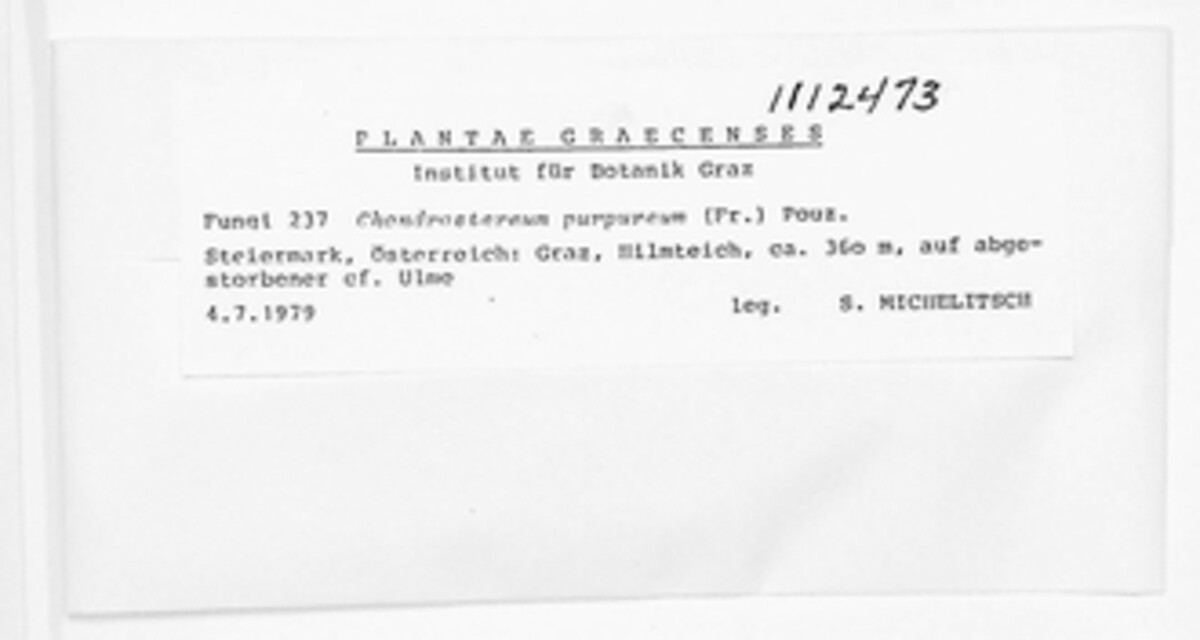 1112473
PLANTAE GRAECENSES
Institut für Botanik Graz
Fungi 237 Chondrostereum purpureum (Fr.) Pouz.
Steiermark, Österreich: Graz, Hilmteich, ca. 360 m, auf abge-
storbener cf. Ulme
4.7.1979 leg. S. MICHELITSCH